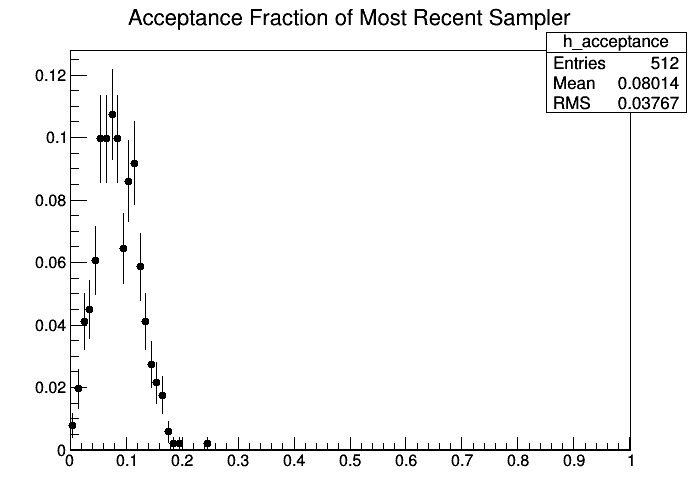 Acceptance Fraction of Most Recent Sampler
h_acceptance
Entries 512
Mean 0.08014
RMS 0.03767
0.12
0.1
0.08
0.06
0.04
0.02
0
0 0.1 0.2 0.3 0.4 0.5 0.6 0.7 0.8 0.9 1